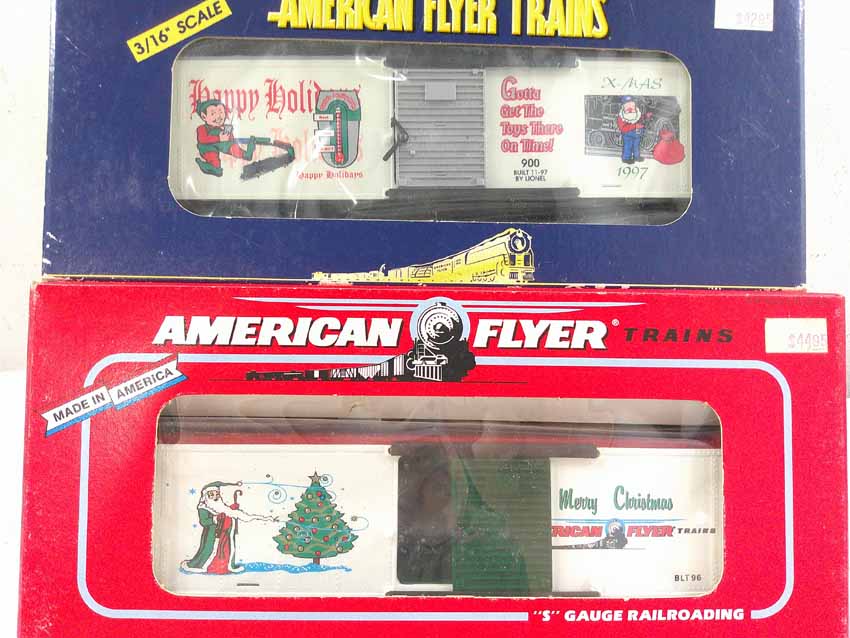 AMERICAN FLYER TRAINS
3/16" SCALE
Happy Holidays
Happy Holidays
Gotta
Get The
Toys There
On Time!
900
BUILT 11-97
BY LIONEL
X-MAS
1997
AMERICAN FLYER® TRAINS
$44.95
MADE IN AMERICA
Merry Christmas
RICAN FLYER TRAINS
BLT 96
"S" GAUGE RAILROADING